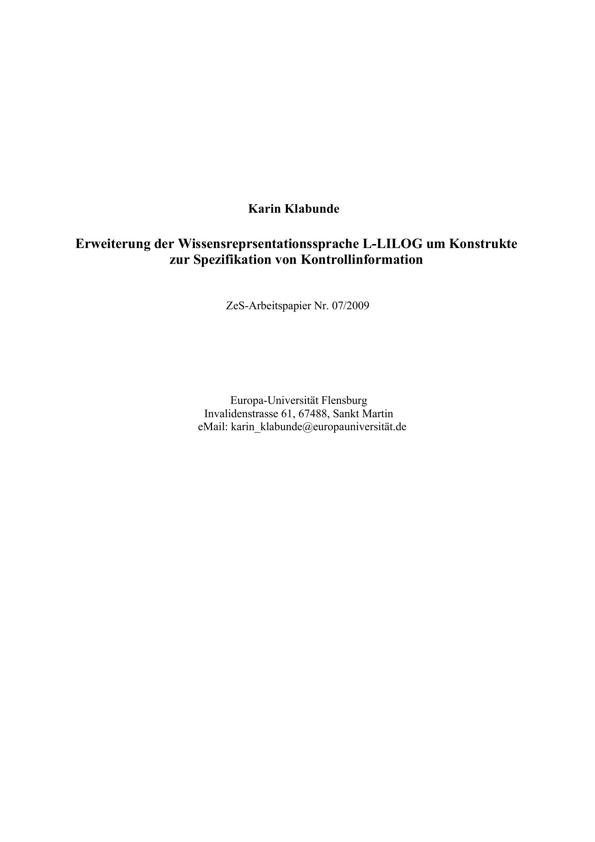 Karin Klabunde
Erweiterung der Wissensreprsentationssprache L-LILOG um Konstrukte
zur Spezifikation von Kontrollinformation
ZeS-Arbeitspapier Nr. 07/2009
Europa-Universität Flensburg
Invalidenstrasse 61, 67488, Sankt Martin
eMail: karin_klabunde@europauniversität.de